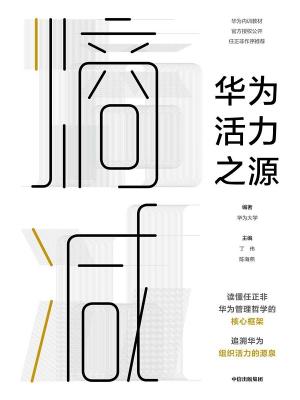 华为内训教材
官方授权公开
任正非作序推荐
熵减
华为
活力
之源
编著
华为大学
主编
丁 伟
陈海燕
读懂任正非
华为管理哲学的
核心框架
追溯华为
组织活力的源泉
中信出版集团